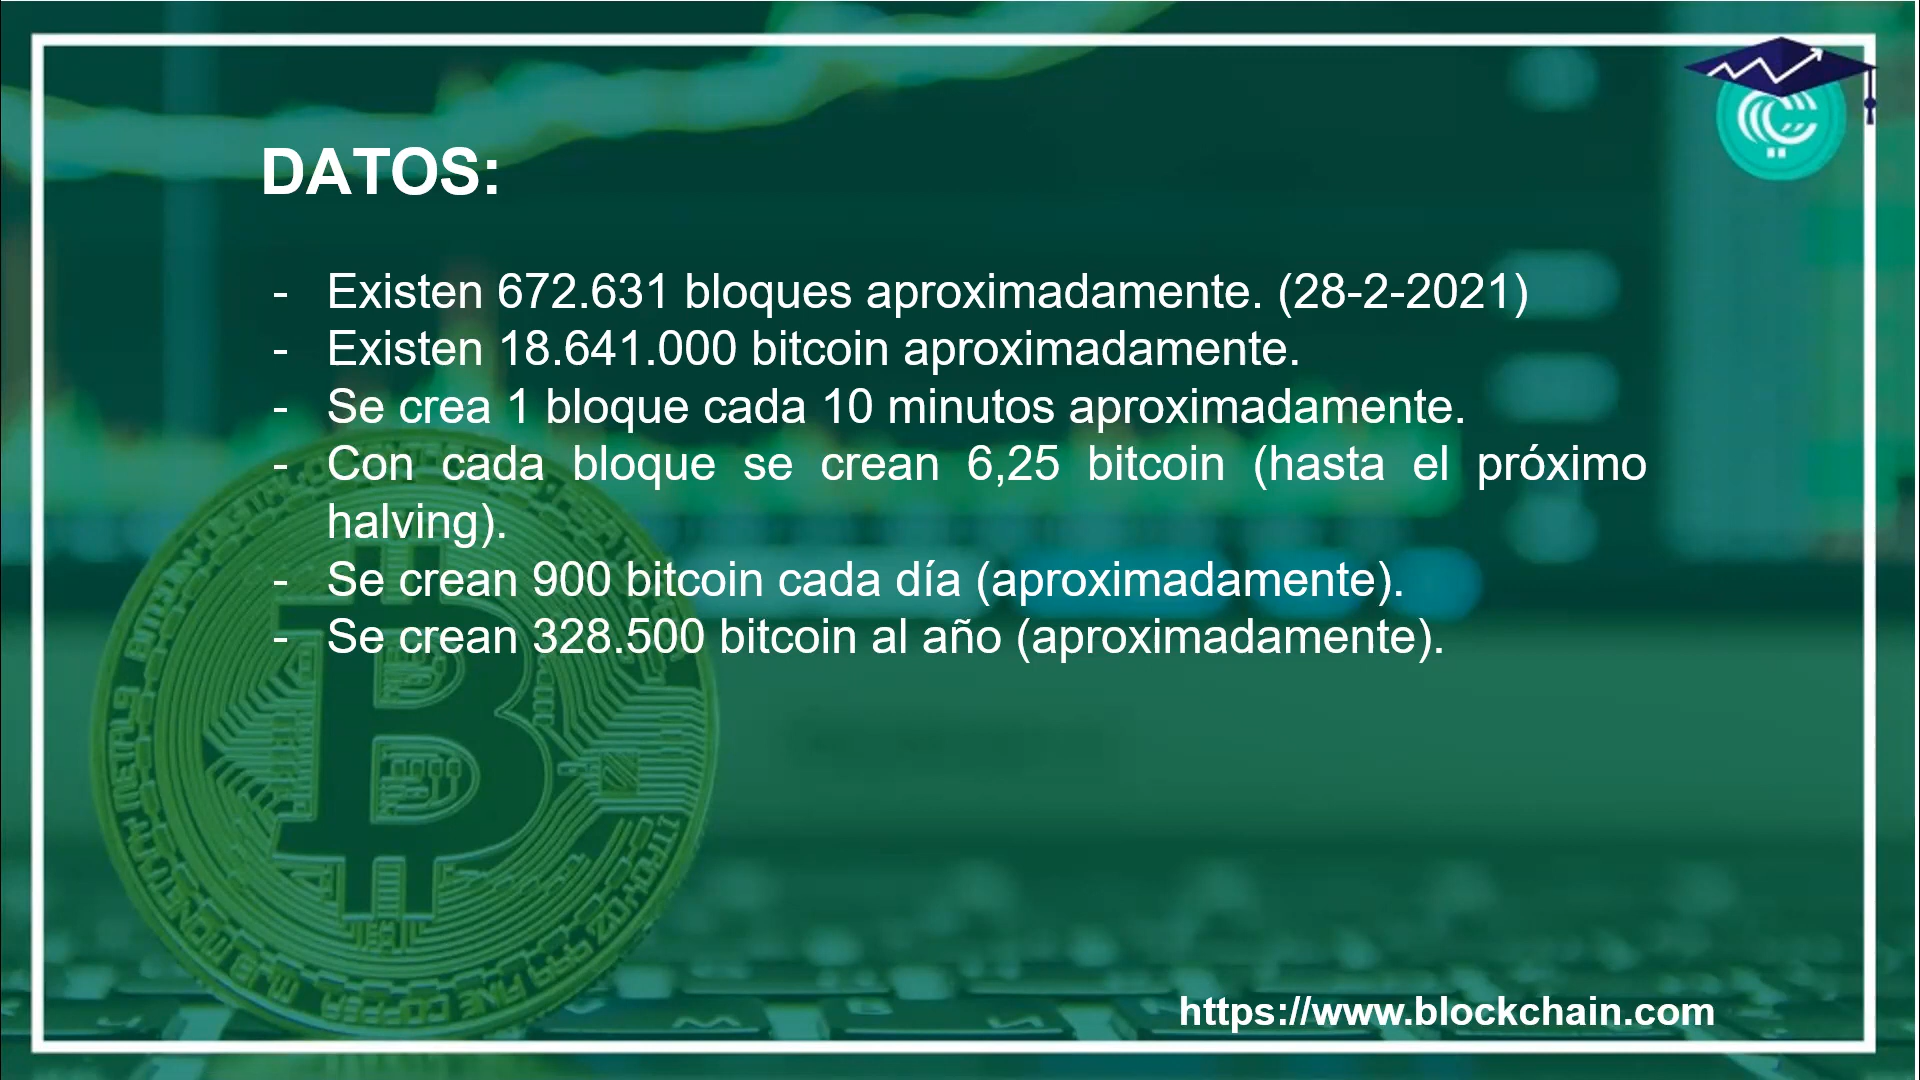 DATOS:
- Existen 672.631 bloques aproximadamente. (28-2-2021)
- Existen 18.641.000 bitcoin aproximadamente.
- Se crea 1 bloque cada 10 minutos aproximadamente.
- Con cada bloque se crean 6,25 bitcoin (hasta el próximo
halving).
- Se crean 900 bitcoin cada día (aproximadamente).
- Se crean 328.500 bitcoin al año (aproximadamente).
https://www.blockchain.com